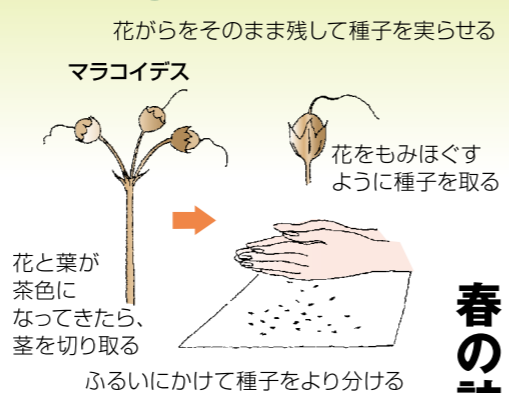 花がらをそのまま残して種子を実らせる
マラコイデス
花をもみほぐす
ように種子を取る
花と葉が
茶色に
なってきたら、
茎を切り取る
ふるいにかけて種子をより分ける
春の